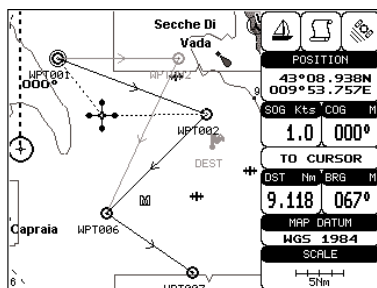 Secche Di
Vada
WPT001
000°
WPT002
DEST
WPT006
Capraia
WPT007
POSITION
43°08.938N
009°53.757E
SOG Kts COG M
1.0 000°
TO CURSOR
DST Nm BRG M
9.118 067°
MAP DATUM
WGS 1984
SCALE
5Nm